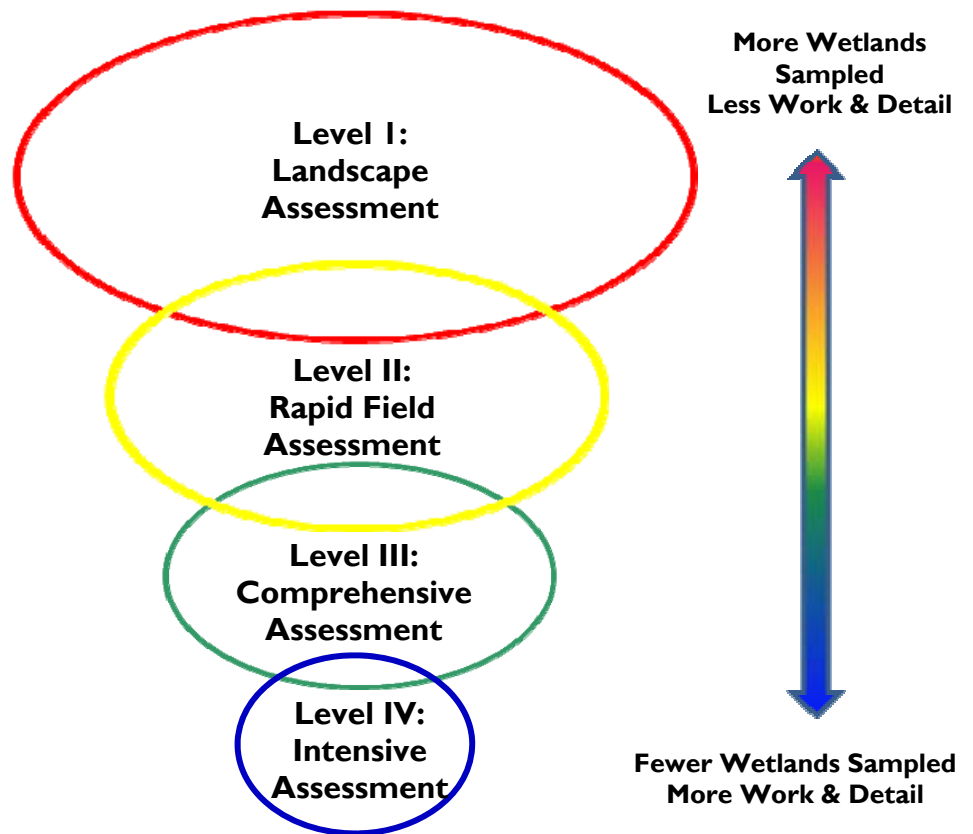 Level 1:
Landscape
Assessment
Level II:
Rapid Field
Assessment
Level III:
Comprehensive
Assessment
Level IV:
Intensive
Assessment
More Wetlands
Sampled
Less Work & Detail
Fewer Wetlands Sampled
More Work & Detail